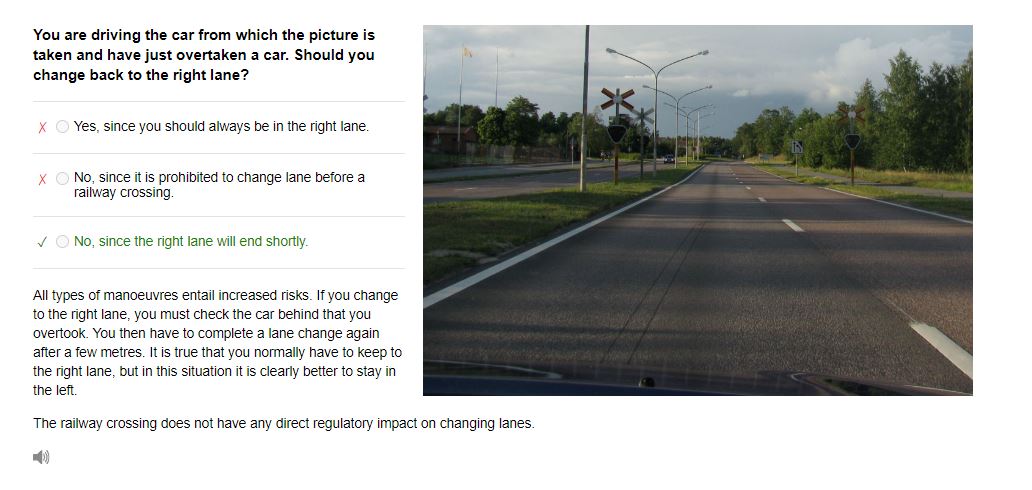 You are driving the car from which the picture is
taken and have just overtaken a car. Should you
change back to the right lane?
Yes, since you should always be in the right lane.
No, since it is prohibited to change lane before a
railway crossing.
No, since the right lane will end shortly.
All types of manoeuvres entail increased risks. If you change
to the right lane, you must check the car behind that you
overtook. You then have to complete a lane change again
after a few metres. It is true that you normally have to keep to
the right lane, but in this situation it is clearly better to stay in
the left.
The railway crossing does not have any direct regulatory impact on changing lanes.